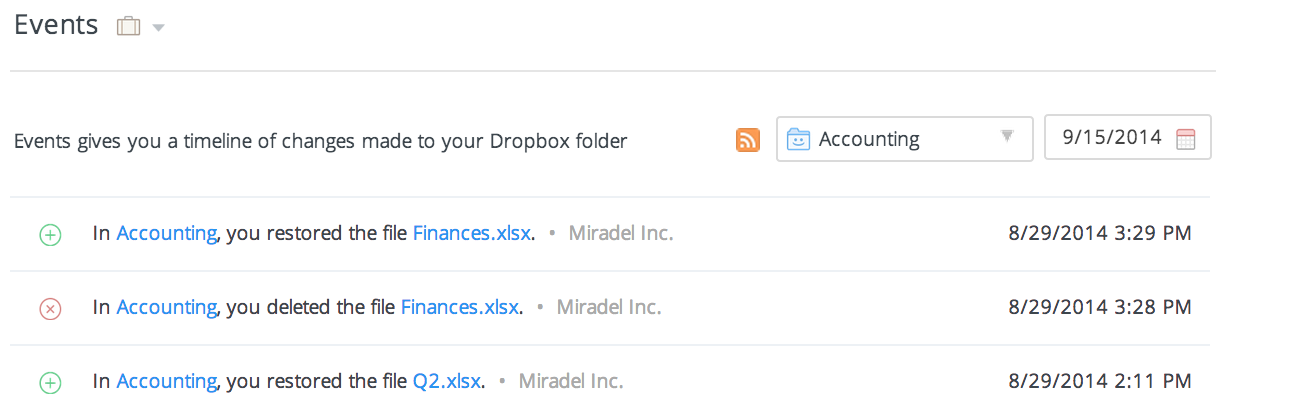 Events
Events gives you a timeline of changes made to your Dropbox folder
Accounting
9/15/2014
In Accounting, you restored the file Finances.xlsx. • Miradel Inc. 8/29/2014 3:29 PM
In Accounting, you deleted the file Finances.xlsx. • Miradel Inc. 8/29/2014 3:28 PM
In Accounting, you restored the file Q2.xlsx. • Miradel Inc. 8/29/2014 2:11 PM